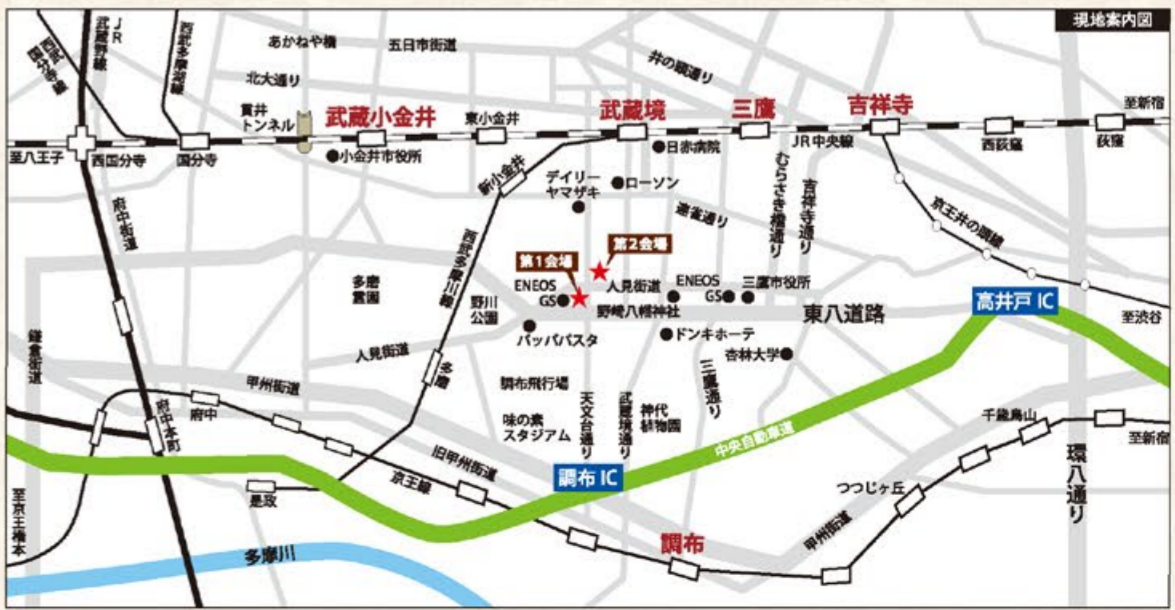 現地案内図
西武
国分寺線
JR
武蔵野線
西武多摩湖線
あかねや橋
五日市街道
北大通り
井の頭通り
貫井
トンネル
武蔵小金井
東小金井
武蔵境
三鷹
吉祥寺
至新宿
至八王子
西国分寺
国分寺
小金井市役所
日赤病院
JR中央線
西荻窪
荻窪
新小金井
デイリー
ヤマザキ
ローソン
むらさき橋通り
吉祥寺通り
連雀通り
京王井の頭線
府中街道
西武多摩川線
第1会場
第2会場
多磨
霊園
野川
公園
ENEOS
GS
人見街道
ENEOS
GS
三鷹市役所
野崎八幡神社
東八道路
高井戸 IC
至渋谷
鎌倉街道
人見街道
バッパパスタ
ドンキホーテ
杏林大学
多磨
甲州街道
調布飛行場
天文台通り
武蔵境通り
三鷹通り
神代
植物園
府中
府中本町
味の素
スタジアム
中央自動車道
千歳烏山
至新宿
旧甲州街道
京王線
調布 IC
環八通り
至京王橋本
是政
つつじヶ丘
甲州街道
多摩川
調布